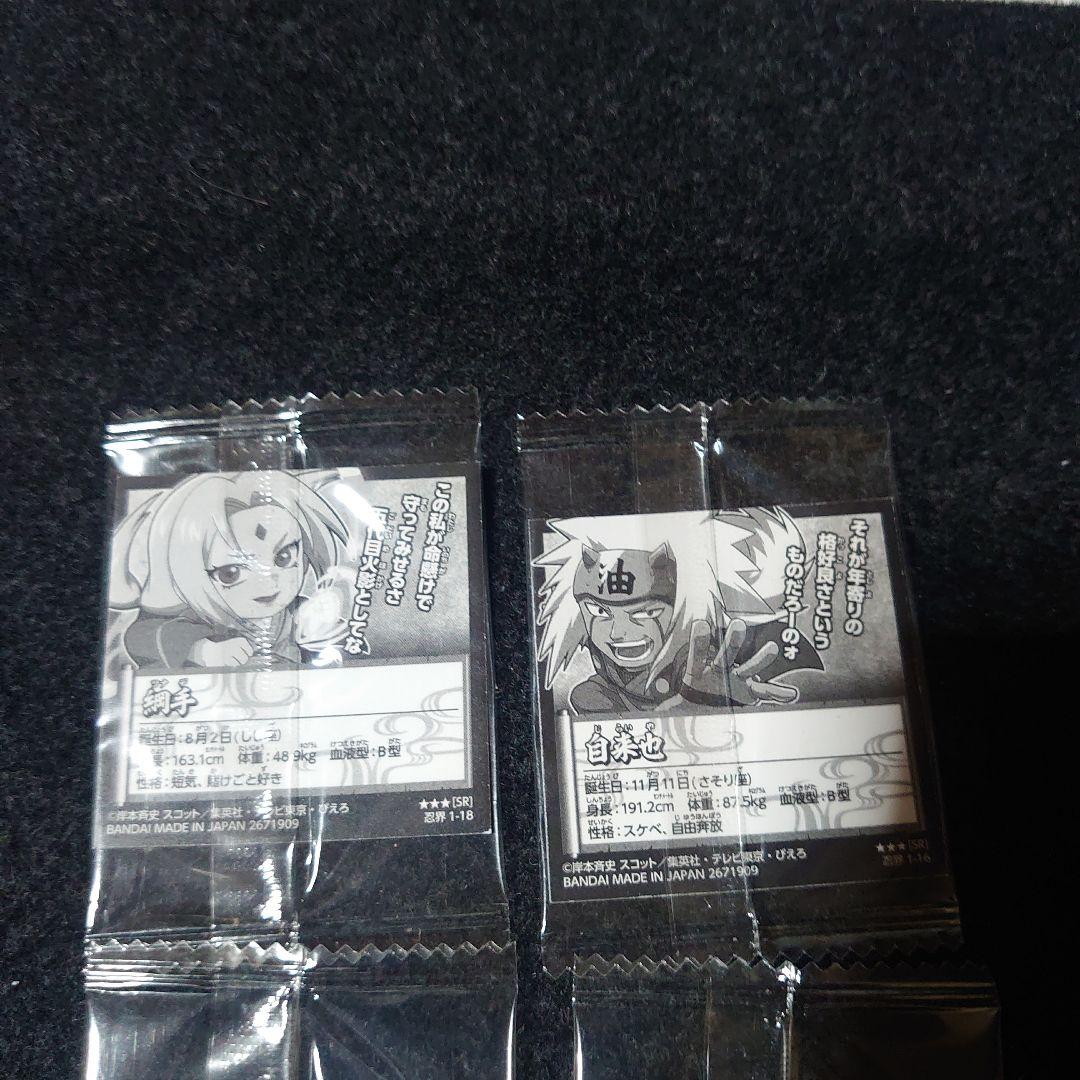 この私が命懸けで
守ってみせるさ
五代目火影としてな
綱手
誕生日:8月2日(しし座)
身長:163.1cm 体重:48.9kg 血液型:B型
性格:短気、賭けごと好き
©岸本斉史 スコット/集英社・テレビ東京・ぴえろ
BANDAI MADE IN JAPAN 2671909
★★★[SR]
忍界 1-18
それが年寄りの
格好良さという
ものだろーのォ
油
自来也
誕生日:11月11日(さそり座)
身長:191.2cm 体重:87.5kg 血液型:B型
性格:スケベ、自由奔放
©岸本斉史 スコット/集英社・テレビ東京・ぴえろ
BANDAI MADE IN JAPAN 2671909
★★★[SR]
忍界 1-16